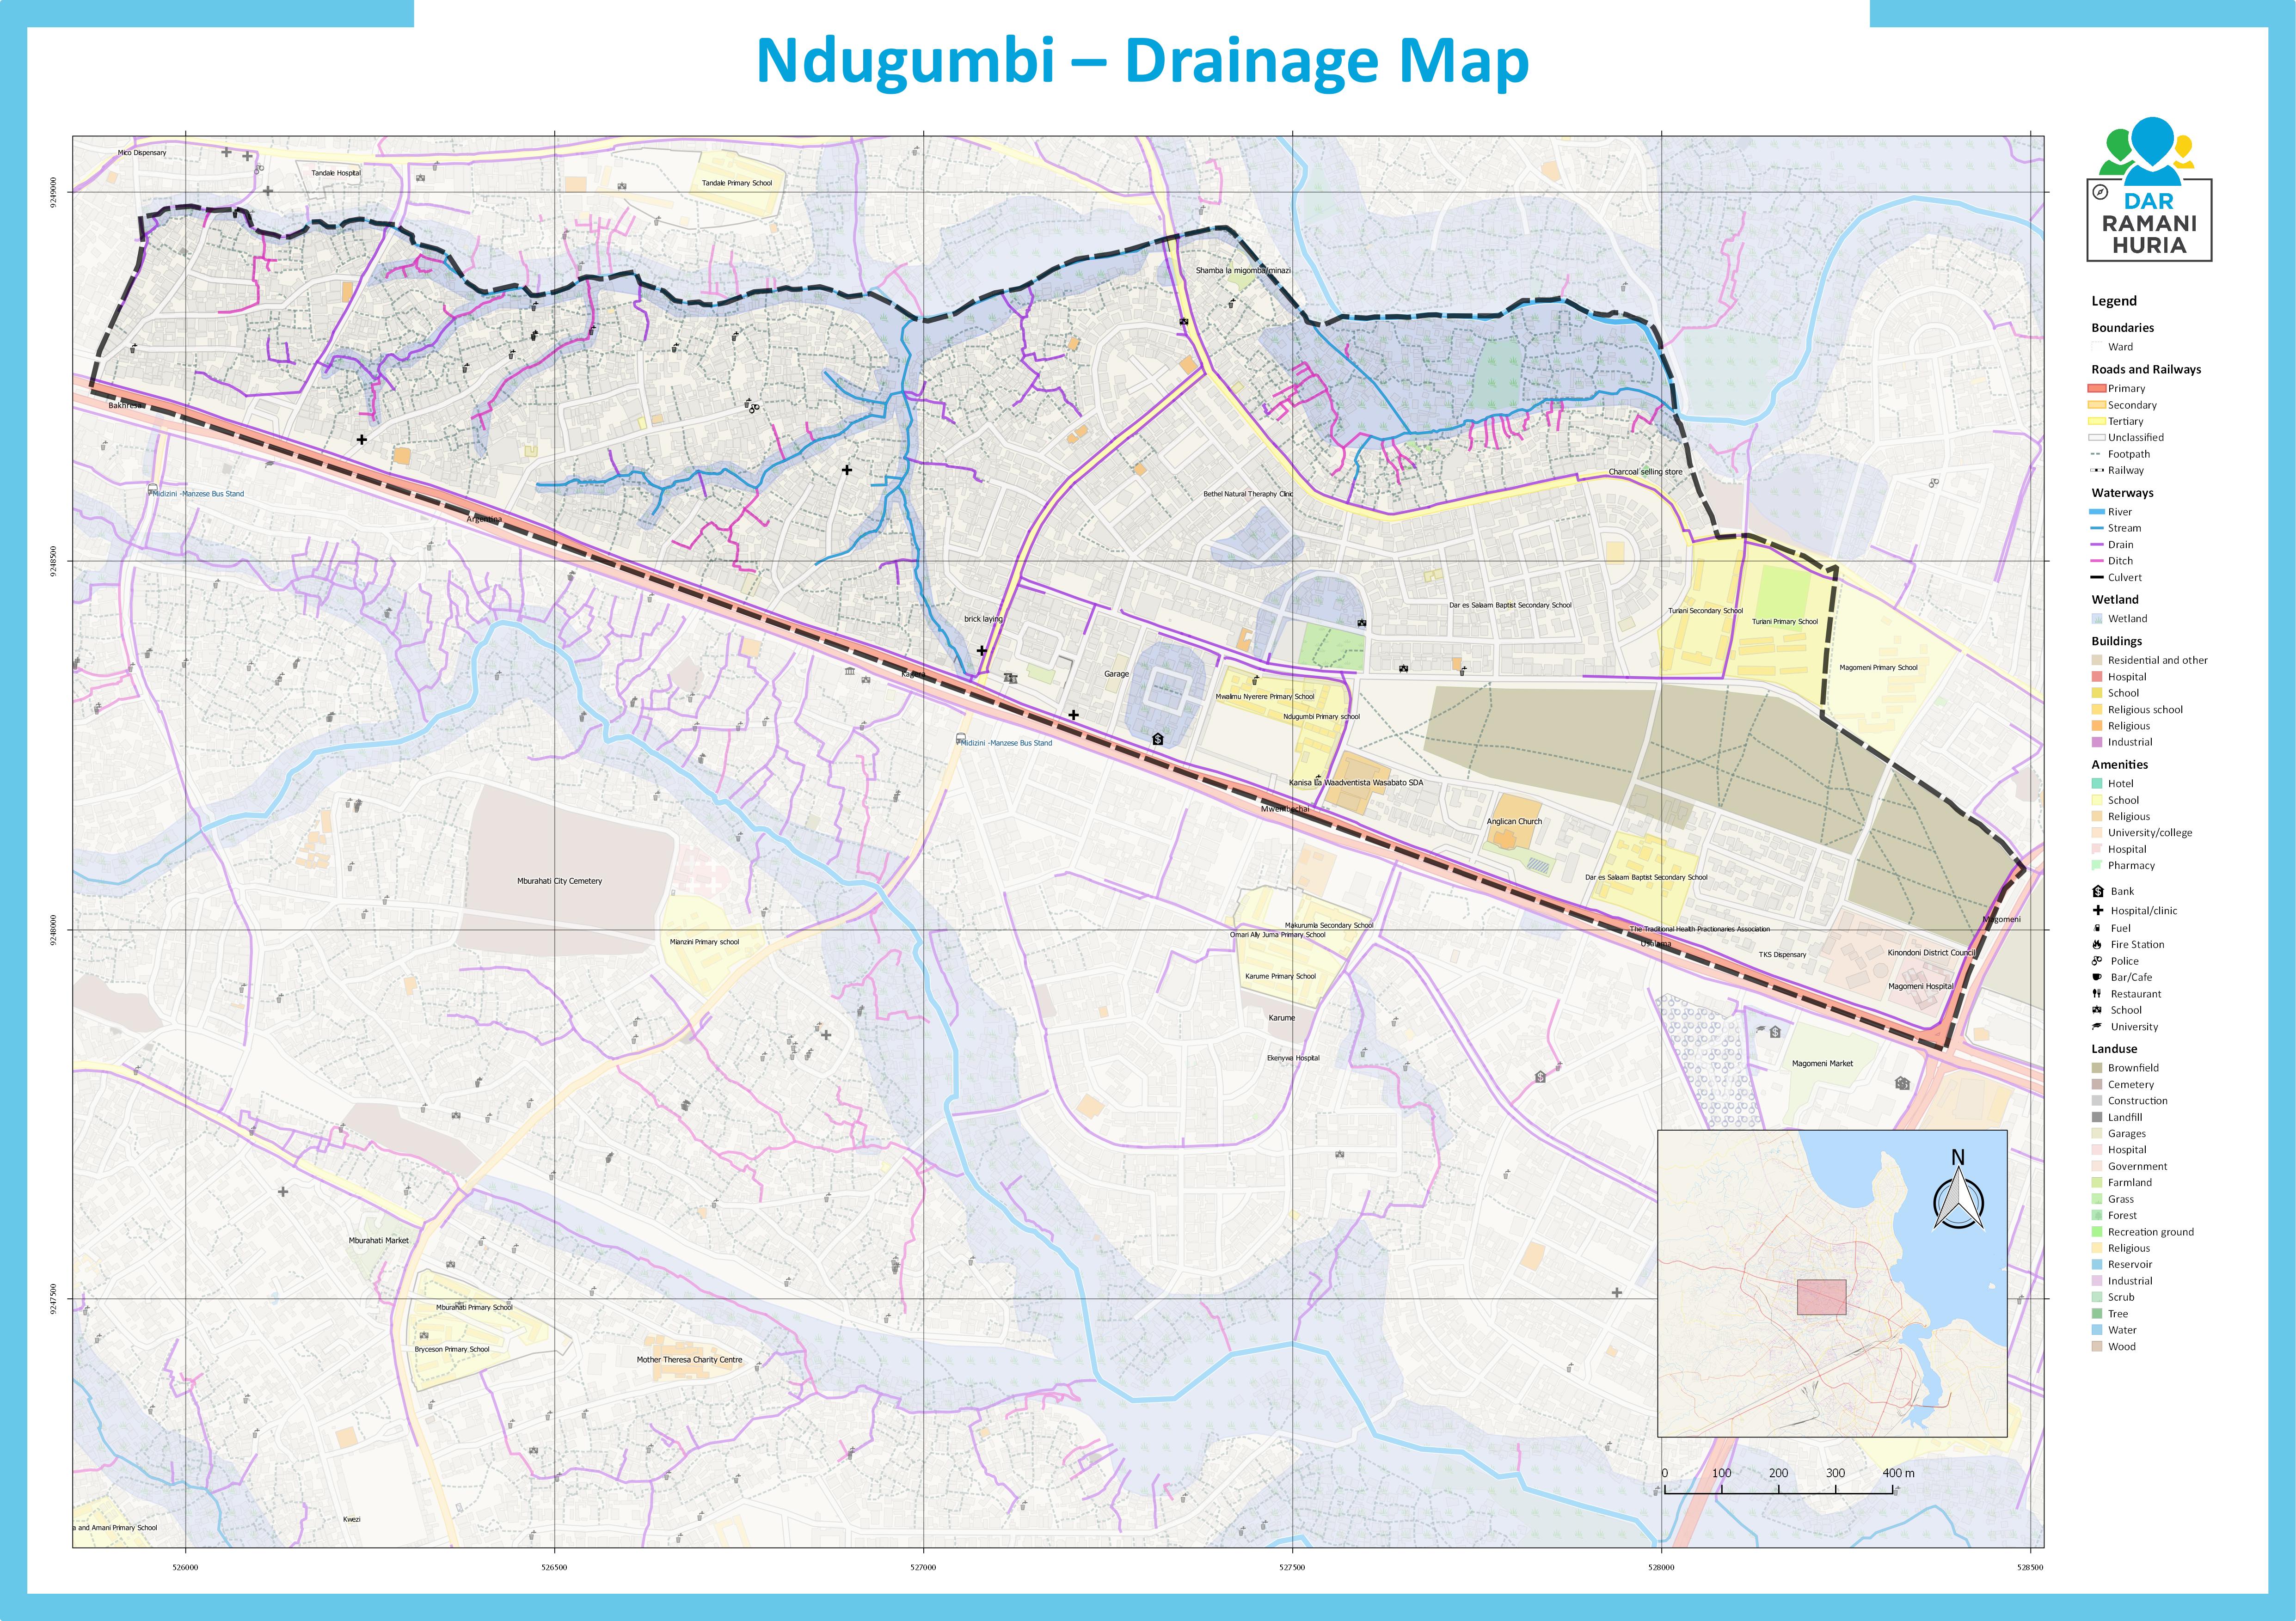 Ndugumbi – Drainage Map
DAR
RAMANI
HURIA
Legend
Boundaries
Ward
Roads and Railways
Primary
Secondary
Tertiary
Unclassified
Footpath
Railway
Waterways
River
Stream
Drain
Ditch
Culvert
Wetland
Wetland
Buildings
Residential and other
Hospital
School
Religious school
Religious
Industrial
Amenities
Hotel
School
Religious
University/college
Hospital
Pharmacy
Bank
Hospital/clinic
Fuel
Fire Station
Police
Bar/Cafe
Restaurant
School
University
Landuse
Brownfield
Cemetery
Construction
Landfill
Garages
Hospital
Government
Farmland
Grass
Forest
Recreation ground
Religious
Reservoir
Industrial
Scrub
Tree
Water
Wood
Mico Dispensary
Tandale Hospital
Tandale Primary School
9249000
Shamba la migomba/minazi
Bakhresa
Midizini -Manzese Bus Stand
Argentina
Charcoal selling store
Bethel Natural Theraphy Clinic
9248500
brick laying
Dar es Salaam Baptist Secondary School
Turiani Secondary School
Turiani Primary School
Magomeni Primary School
Kagera
Garage
Mwalmu Nyerere Primary School
Ndugumbi Primary school
Midizini -Manzese Bus Stand
Kanisa La Waadventista Wasabato SDA
Mwembechai
Anglican Church
Mburahati City Cemetery
Dar es Salaam Baptist Secondary School
9248000
Mianzini Primary school
Makurumla Secondary School
Omari Ally Juma Primary School
The Traditional Health Practionaries Association
Usalama
Magomeni
TKS Dispensary
Kinondoni District Council
Karume Primary School
Magomeni Hospital
Karume
Ekenywa Hospital
Magomeni Market
Mburahati Market
9247500
Mburahati Primary School
Bryceson Primary School
Mother Theresa Charity Centre
Kwezi
a and Amani Primary School
N
0 100 200 300 400 m
526000 526500 527000 527500 528000 528500